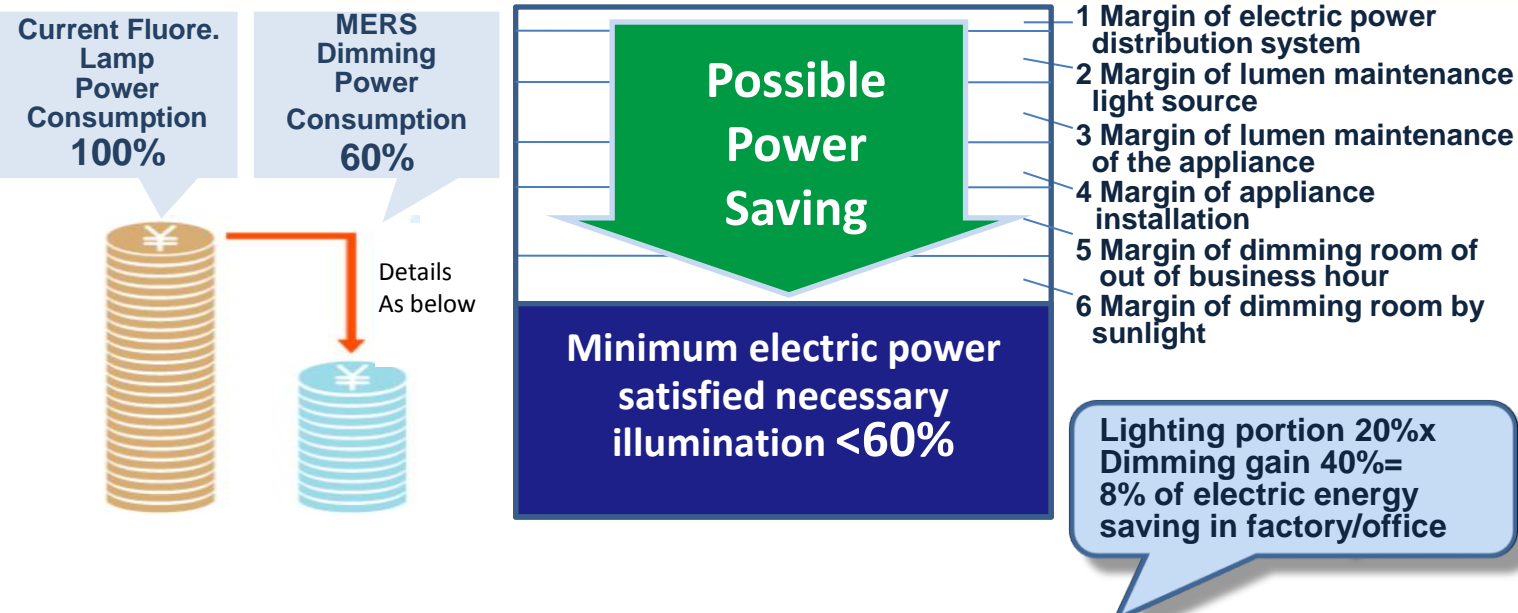 Current Fluore.
Lamp
Power
Consumption
100%
MERS
Dimming
Power
Consumption
60%
¥
¥
Details
As below
Possible
Power
Saving
Minimum electric power
satisfied necessary
illumination <60%
1 Margin of electric power
distribution system
2 Margin of lumen maintenance
light source
3 Margin of lumen maintenance
of the appliance
4 Margin of appliance
installation
5 Margin of dimming room of
out of business hour
6 Margin of dimming room by
sunlight
Lighting portion 20%x
Dimming gain 40%=
8% of electric energy
saving in factory/office